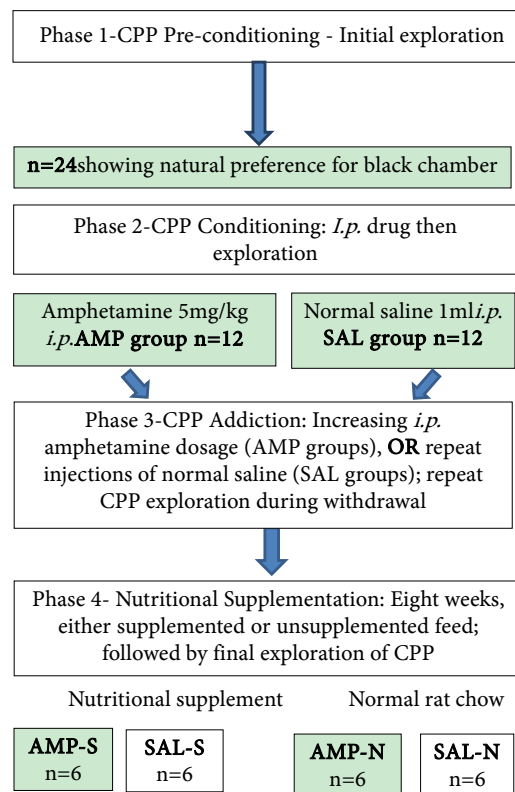 Phase 1-CPP Pre-conditioning - Initial exploration
n=24showing natural preference for black chamber
Phase 2-CPP Conditioning: I.p. drug then
exploration
Amphetamine 5mg/kg
i.p.AMP group n=12
Normal saline 1mli.p.
SAL group n=12
Phase 3-CPP Addiction: Increasing i.p.
amphetamine dosage (AMP groups), OR repeat
injections of normal saline (SAL groups); repeat
CPP exploration during withdrawal
Phase 4- Nutritional Supplementation: Eight weeks,
either supplemented or unsupplemented feed;
followed by final exploration of CPP
Nutritional supplement
Normal rat chow
AMP-S
n=6
SAL-S
n=6
AMP-N
n=6
SAL-N
n=6